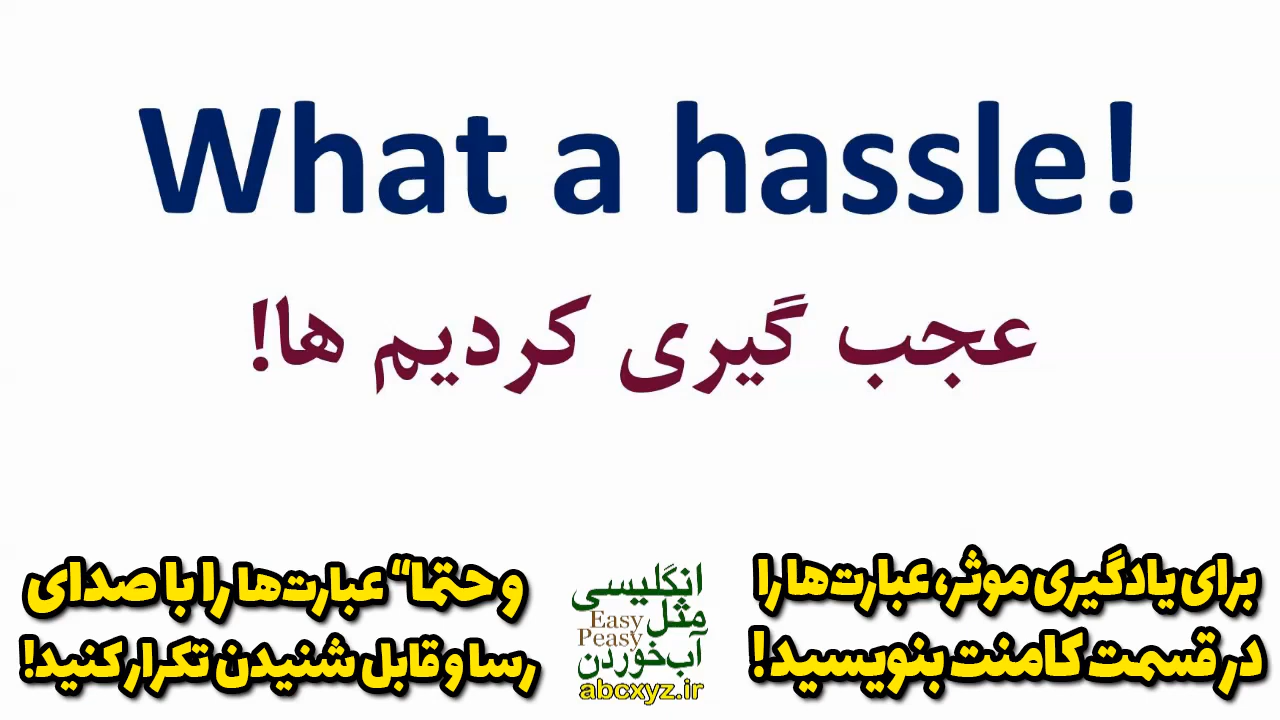 What a hassle!
عجب گیری کردیم ها!
برای یادگیری موثر، عبارت‌ها را
در قسمت کامنت بنویسید!
و حتما“ عبارت‌ها را با صدای
رسا و قابل شنیدن تکرار کنید!
انگلیسی
مثل
Easy
Peasy
آب خوردن
abcxyz.ir